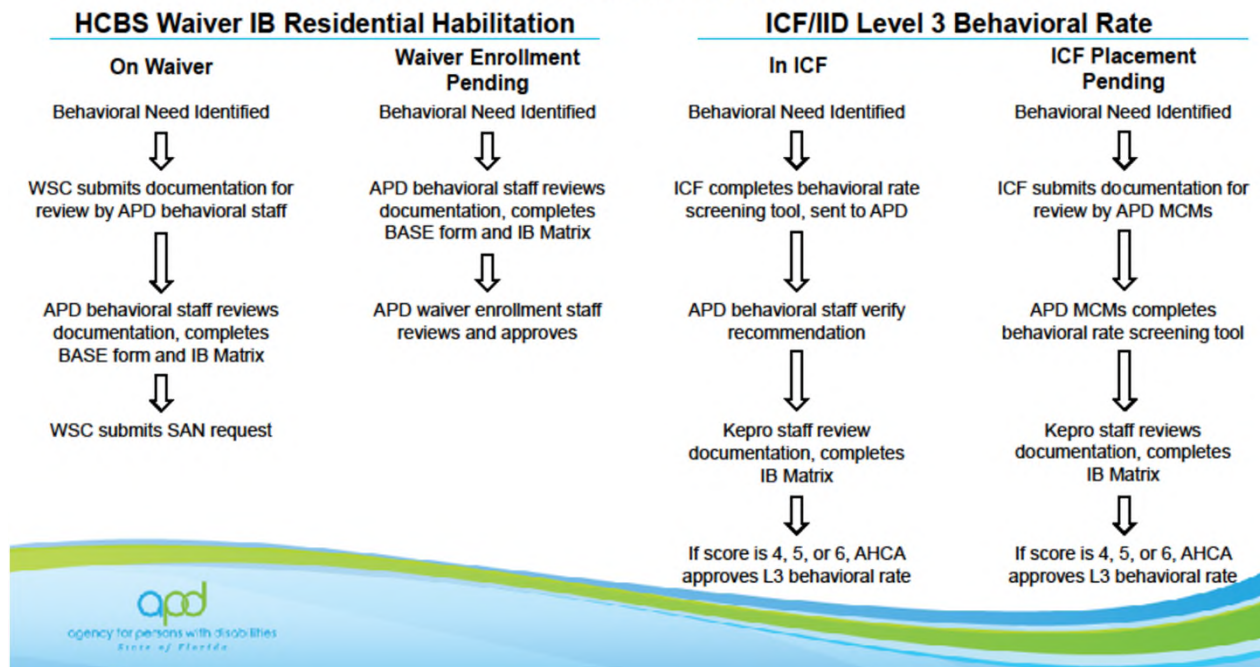 HCBS Waiver IB Residential Habilitation
On Waiver
Behavioral Need Identified
WSC submits documentation for
review by APD behavioral staff
APD behavioral staff reviews
documentation, completes
BASE form and IB Matrix
WSC submits SAN request
Waiver Enrollment
Pending
Behavioral Need Identified
APD behavioral staff reviews
documentation, completes
BASE form and IB Matrix
APD waiver enrollment staff
reviews and approves
ICF/IID Level 3 Behavioral Rate
In ICF
Behavioral Need Identified
ICF completes behavioral rate
screening tool, sent to APD
APD behavioral staff verify
recommendation
Kepro staff review
documentation, completes
IB Matrix
If score is 4, 5, or 6, AHCA
approves L3 behavioral rate
ICF Placement
Pending
Behavioral Need Identified
ICF submits documentation for
review by APD MCMs
APD MCMs completes
behavioral rate screening tool
Kepro staff reviews
documentation, completes
IB Matrix
If score is 4, 5, or 6, AHCA
approves L3 behavioral rate
apd
agency for persons with disabilities
State of Florida